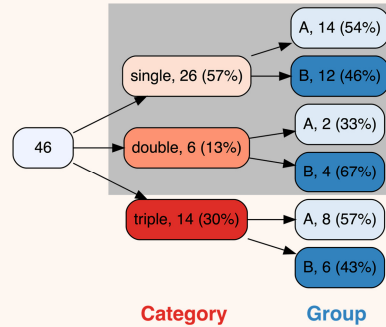 A, 14 (54%)
single, 26 (57%)
B, 12 (46%)
A, 2 (33%)
46
double, 6 (13%)
B, 4 (67%)
triple, 14 (30%)
A, 8 (57%)
B, 6 (43%)
Category
Group